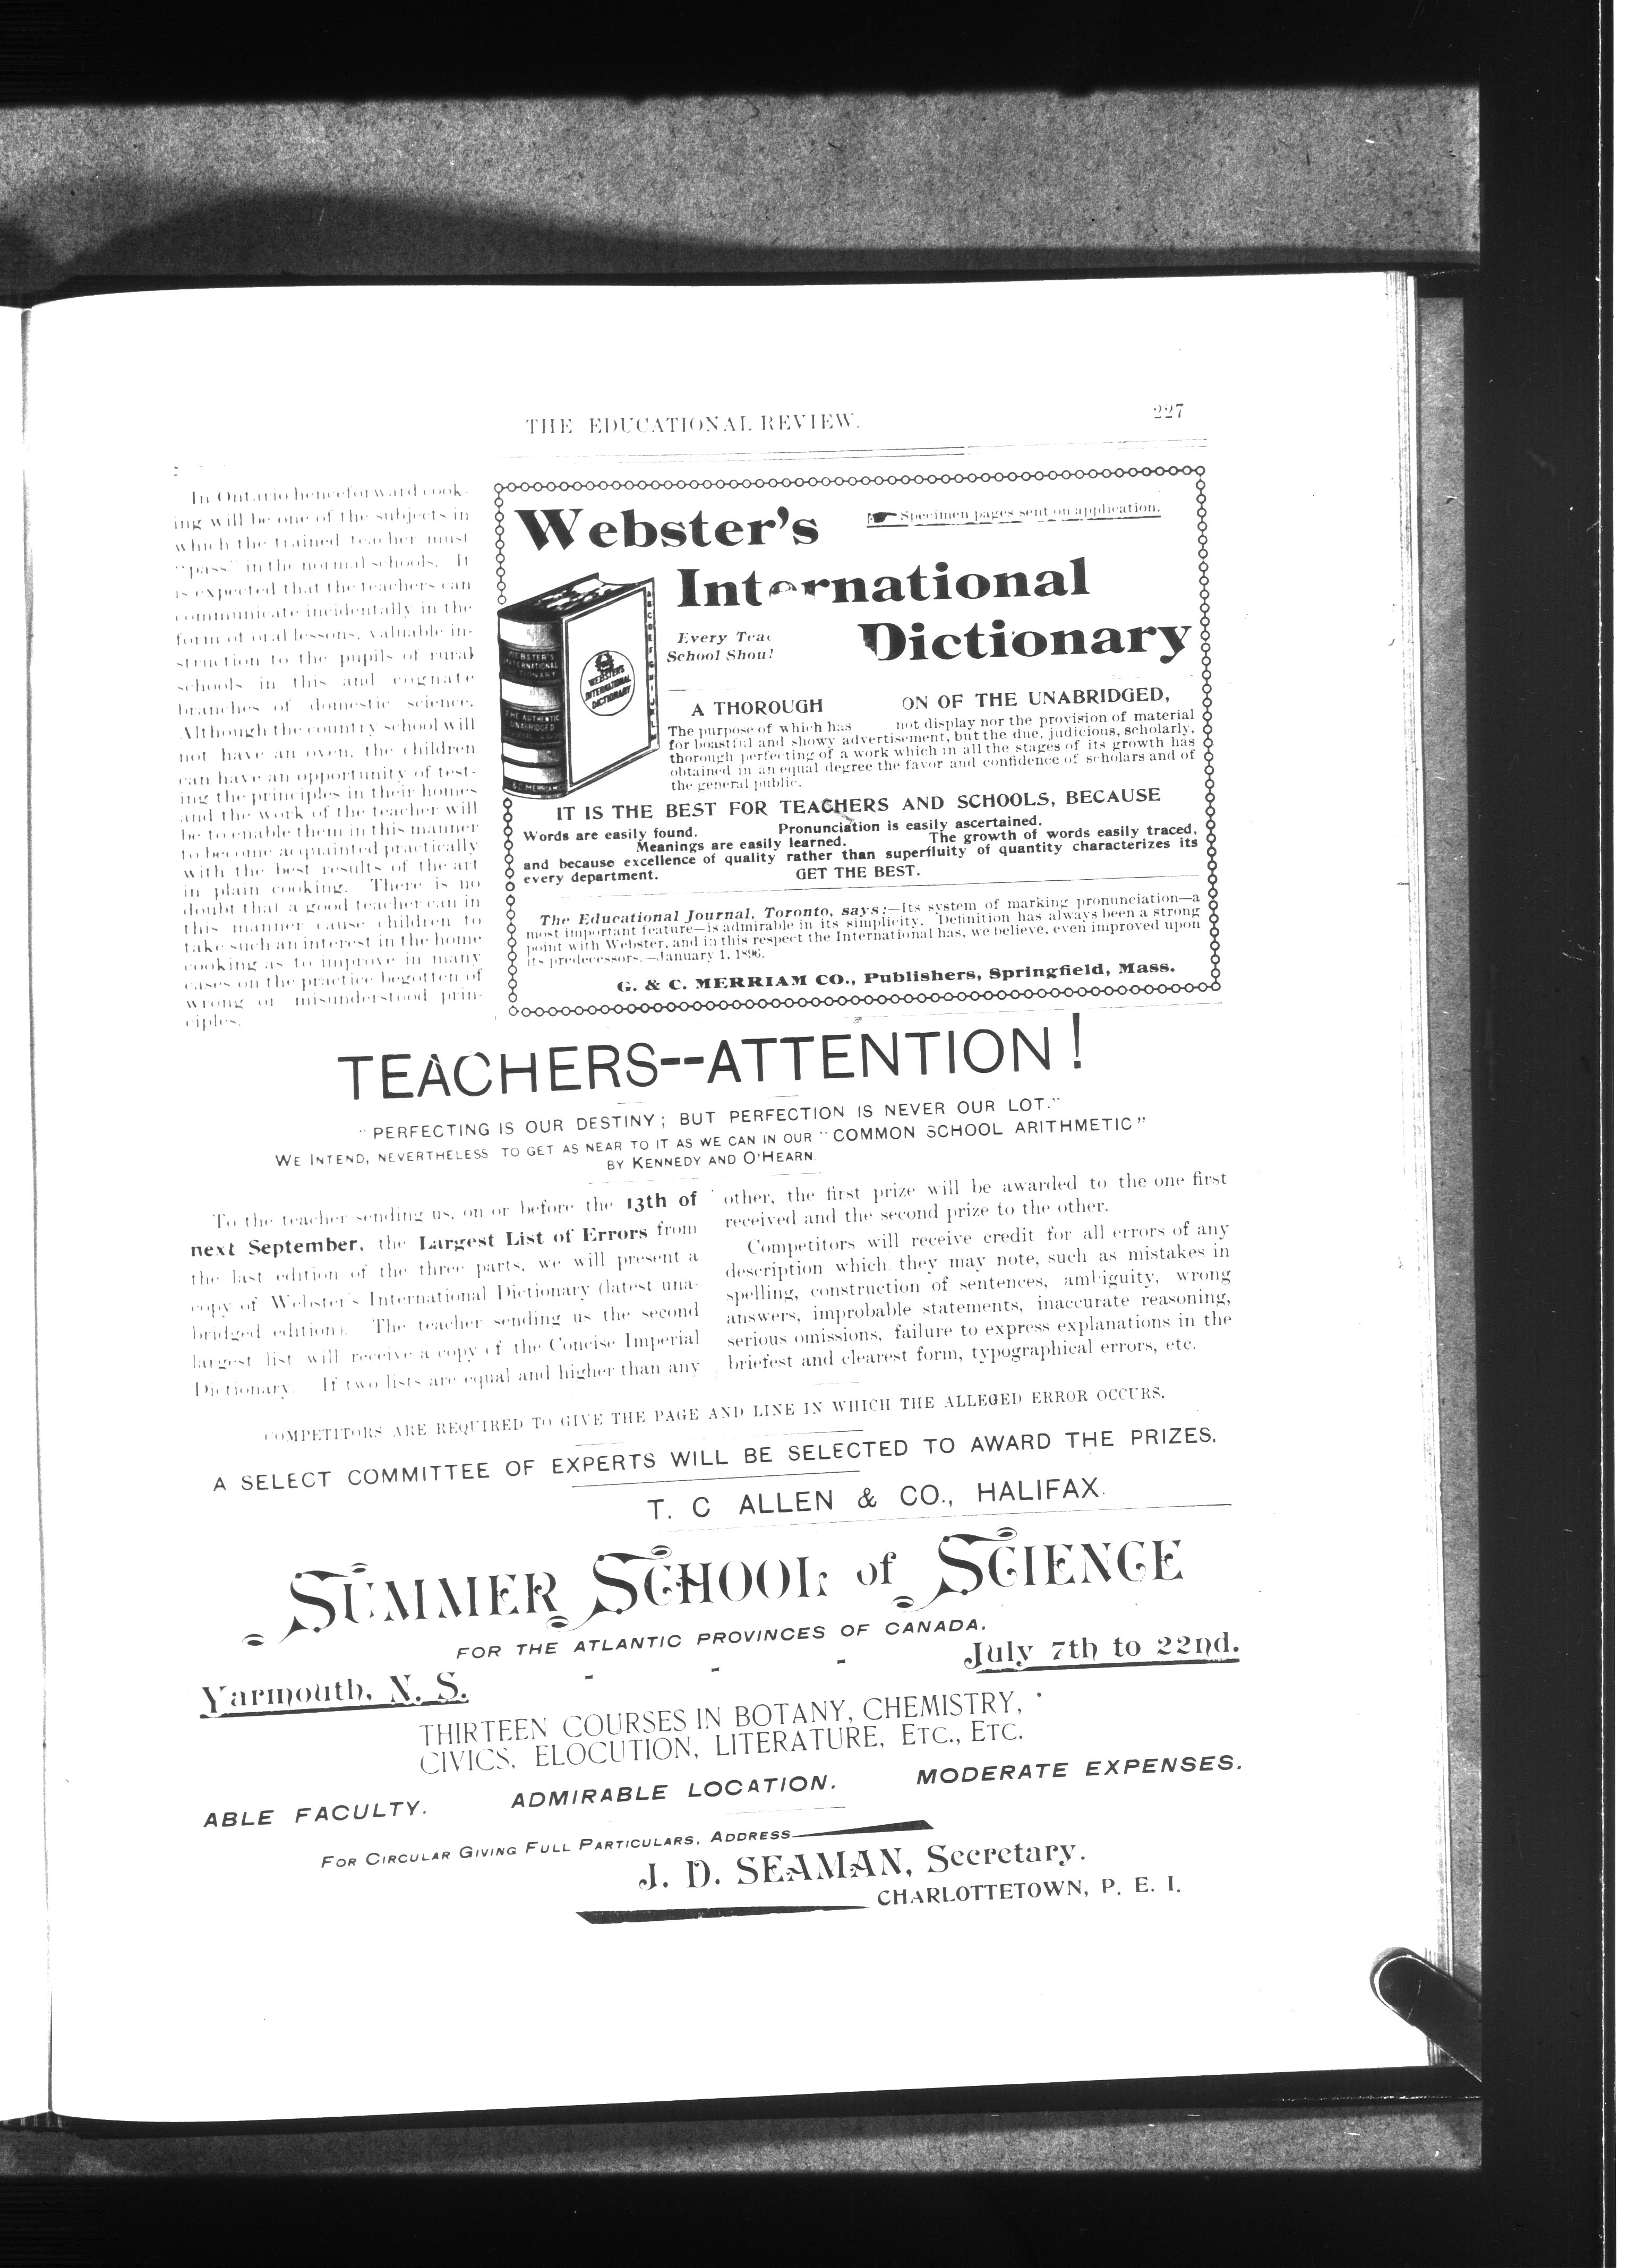 THE EDUCATIONAL REVIEW.
227
In Ontario henceforward cook-
ing will be one of the subjects in
which the trained teacher must
"pass" in the normal schools. It
is expected that the teachers can
communicate incidentally in the
form of oral lessons, valuable in-
struction to the pupils of rural
schools in this and cognate
branches of domestic science.
Although the country school will
not have an oven, the children
can have an opportunity of test-
ing the principles in their homes
and the work of the teacher will
be to enable them in this manner
to become acquainted practically
with the best results of the art
in plain cooking. There is no
doubt that a good teacher can in
this manner cause children to
take such an interest in the home
cooking as to improve in many
cases on the practice begotten of
wrong or misunderstood prin-
ciples.
Webster's
Specimen pages sent on application.
International
Dictionary
Every
School
WEBSTER'S
INTERNATIONAL
DICTIONARY
WEBSTER'S
INTERNATIONAL
DICTIONARY
THE AUTHENTIC
UNABRIDGED
G & C MERRIAM
A THOROUGH ON OF THE UNABRIDGED,
The purpose of which has not display nor the provision of material
for boastful and showy advertisement, but the due, judicious, scholarly,
thorough perfecting of a work which in all the stages of its growth has
obtained in an equal degree the favor and confidence of scholars and of
the general public.
IT IS THE BEST FOR TEACHERS AND SCHOOLS, BECAUSE
Words are easily found. Pronunciation is easily ascertained.
Meanings are easily learned. The growth of words easily traced,
and because excellence of quality rather than superfluity of quantity characterizes its
every department. GET THE BEST.
The Educational Journal, Toronto, says:—Its system of marking pronunciation—a
most important feature—is admirable in its simplicity. Definition has always been a strong
point with Webster, and in this respect the International has, we believe, even improved upon
its predecessors.—January 1, 1896.
G. & C. MERRIAM CO., Publishers, Springfield, Mass.
TEACHERS--ATTENTION!
"PERFECTING IS OUR DESTINY; BUT PERFECTION IS NEVER OUR LOT."
WE INTEND, NEVERTHELESS TO GET AS NEAR TO IT AS WE CAN IN OUR "COMMON SCHOOL ARITHMETIC"
BY KENNEDY AND O'HEARN.
To the teacher sending us, on or before the 13th of
next September, the Largest List of Errors from
the last edition of the three parts, we will present a
copy of Webster's International Dictionary (latest una-
bridged edition). The teacher sending us the second
largest list will receive a copy of the Concise Imperial
Dictionary. If two lists are equal and higher than any
other, the first prize will be awarded to the one first
received and the second prize to the other.
Competitors will receive credit for all errors of any
description which they may note, such as mistakes in
spelling, construction of sentences, ambiguity, wrong
answers, improbable statements, inaccurate reasoning,
serious omissions, failure to express explanations in the
briefest and clearest form, typographical errors, etc.
COMPETITORS ARE REQUIRED TO GIVE THE PAGE AND LINE IN WHICH THE ALLEGED ERROR OCCURS.
A SELECT COMMITTEE OF EXPERTS WILL BE SELECTED TO AWARD THE PRIZES.
T. C ALLEN & CO., HALIFAX.
SUMMER SCHOOL of SCIENCE
FOR THE ATLANTIC PROVINCES OF CANADA.
Yarmouth, N. S. - - - July 7th to 22nd.
THIRTEEN COURSES IN BOTANY, CHEMISTRY,
CIVICS, ELOCUTION, LITERATURE, ETC., ETC.
ABLE FACULTY. ADMIRABLE LOCATION. MODERATE EXPENSES.
FOR CIRCULAR GIVING FULL PARTICULARS, ADDRESS
J. D. SEAMAN, Secretary.
CHARLOTTETOWN, P. E. I.